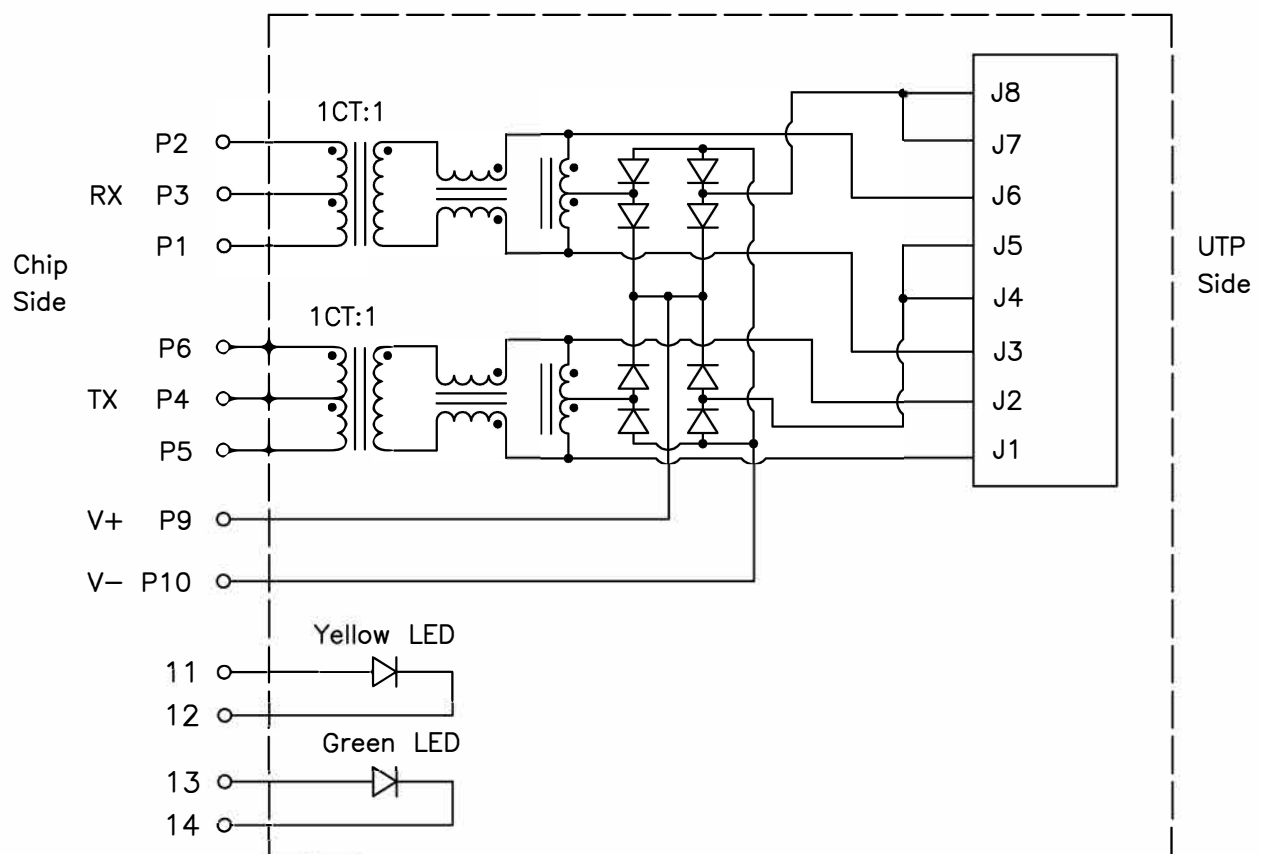 1CT:1
P2
RX P3
P1
Chip
Side
1CT:1
P6
TX P4
P5
V+ P9
V− P10
Yellow LED
11
12
Green LED
13
14
J8
J7
J6
J5
J4
J3
J2
J1
UTP
Side